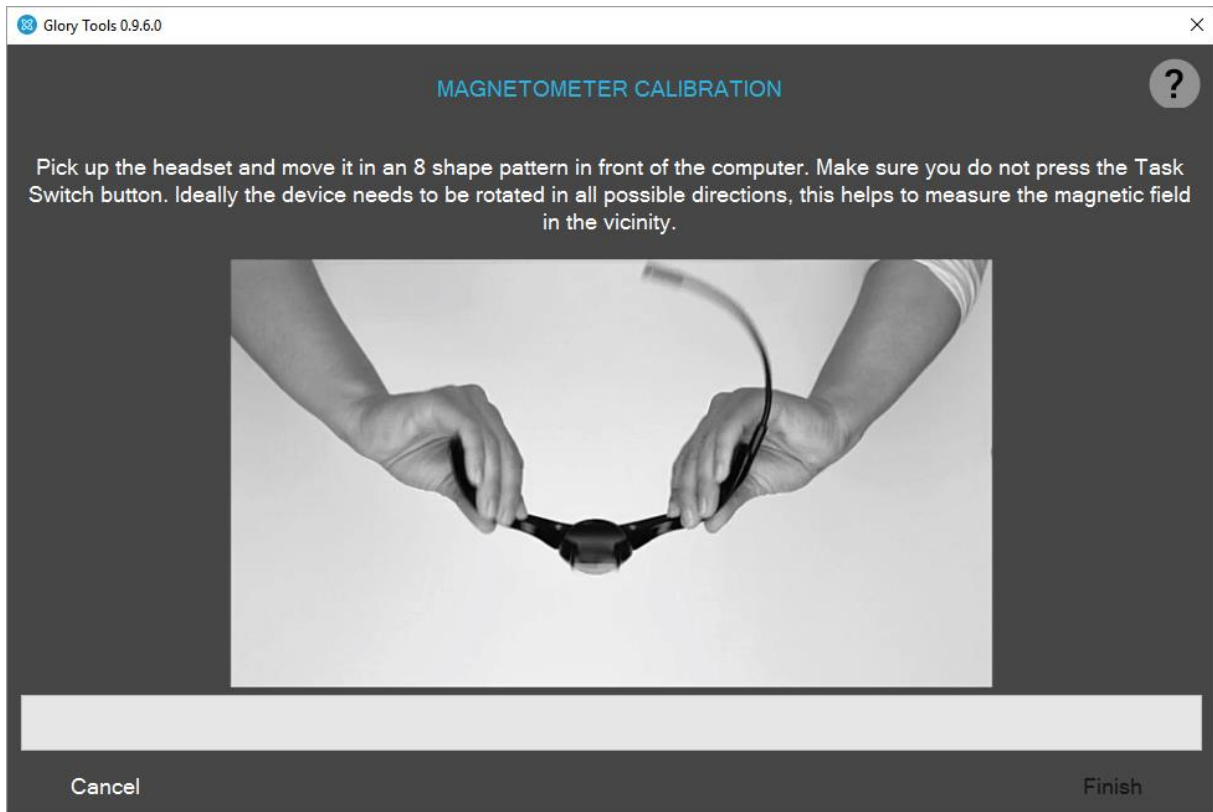 Glory Tools 0.9.6.0
MAGNETOMETER CALIBRATION
?
Pick up the headset and move it in an 8 shape pattern in front of the computer. Make sure you do not press the Task
Switch button. Ideally the device needs to be rotated in all possible directions, this helps to measure the magnetic field
in the vicinity.
Cancel
Finish